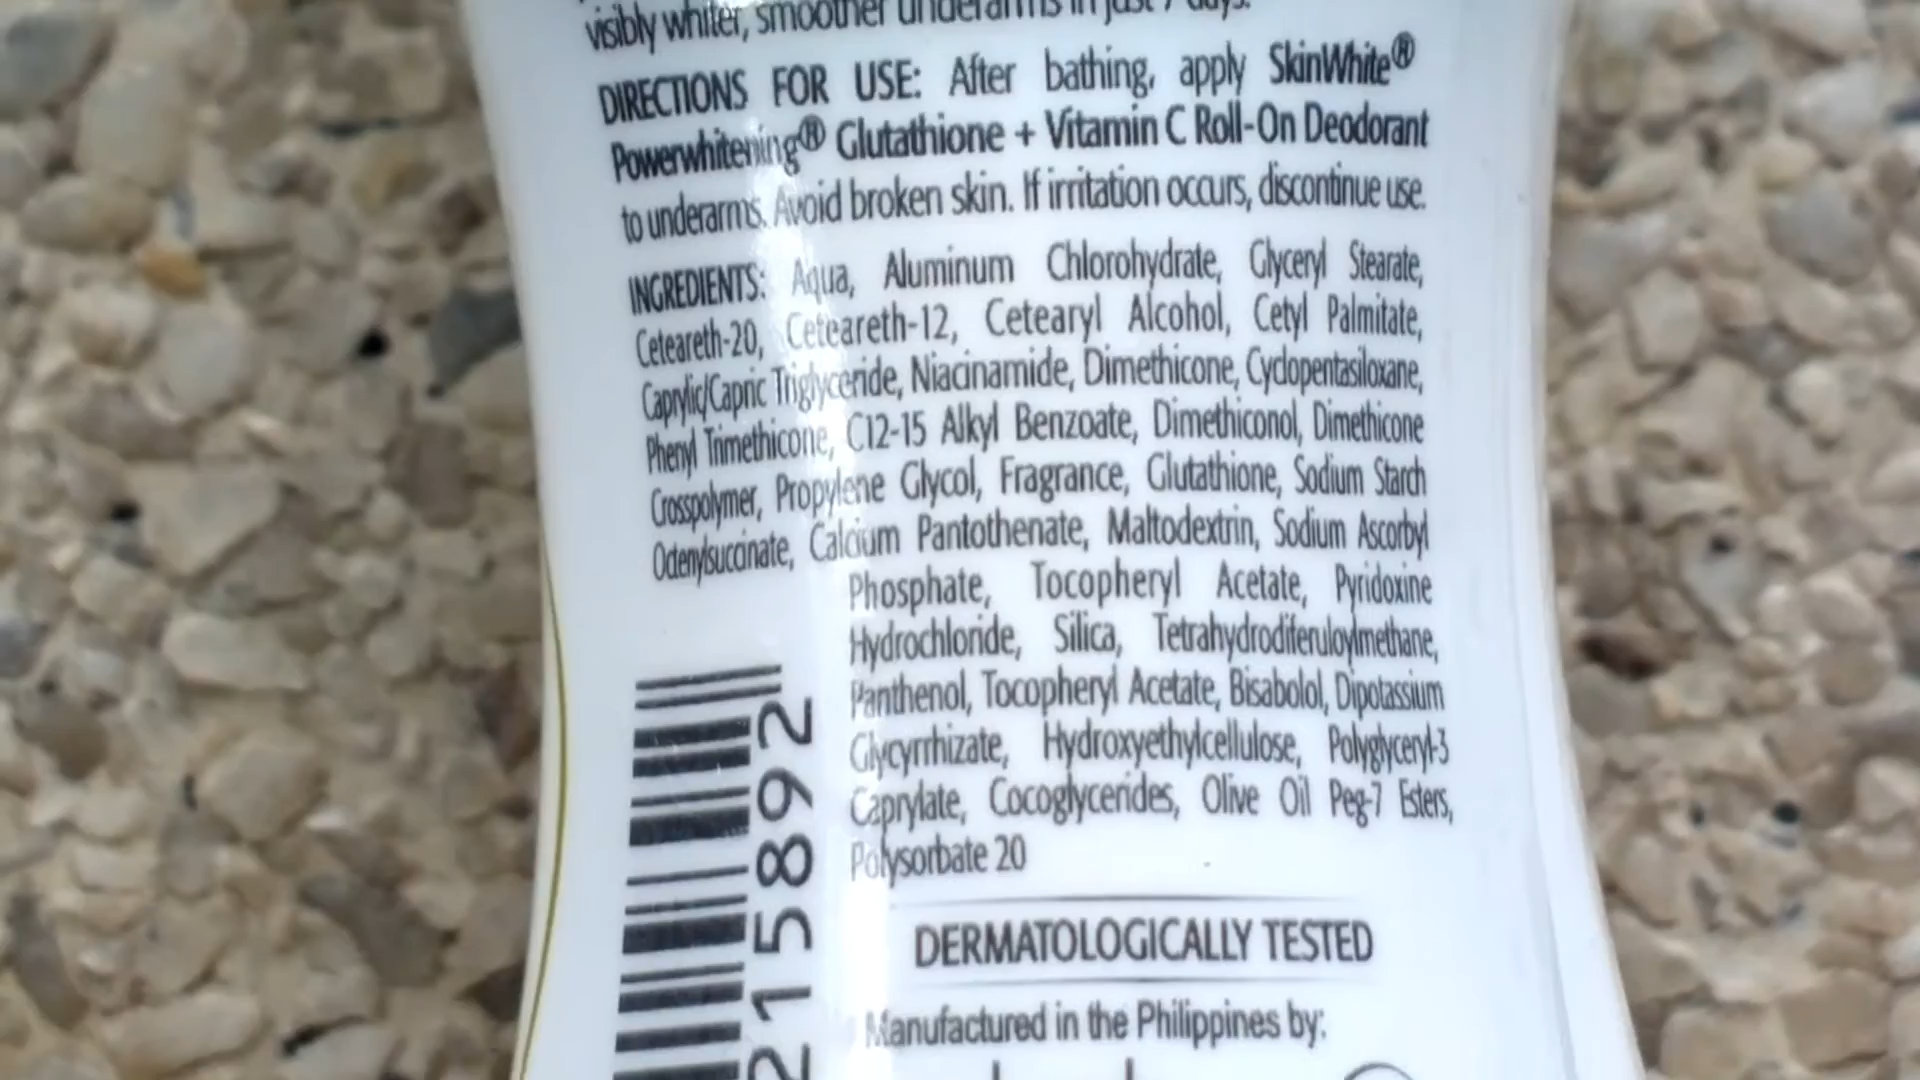 visibly whiter, smoother underarms in just 7 days.
DIRECTIONS FOR USE: After bathing, apply SkinWhite®
Powerwhitening® Glutathione + Vitamin C Roll-On Deodorant
to underarms. Avoid broken skin. If irritation occurs, discontinue use.
INGREDIENTS: Aqua, Aluminum Chlorohydrate, Glyceryl Stearate,
Ceteareth-20, Ceteareth-12, Cetearyl Alcohol, Cetyl Palmitate,
Caprylic/Capric Triglyceride, Niacinamide, Dimethicone, Cyclopentasiloxane,
Phenyl Trimethicone, C12-15 Alkyl Benzoate, Dimethiconol, Dimethicone
Crosspolymer, Propylene Glycol, Fragrance, Glutathione, Sodium Starch
Octenylsuccinate, Calcium Pantothenate, Maltodextrin, Sodium Ascorbyl
Phosphate, Tocopheryl Acetate, Pyridoxine
Hydrochloride, Silica, Tetrahydrodiferuloylmethane,
Panthenol, Tocopheryl Acetate, Bisabolol, Dipotassium
Glycyrrhizate, Hydroxyethylcellulose, Polyglyceryl-3
Caprylate, Cocoglycerides, Olive Oil Peg-7 Esters,
Polysorbate 20
DERMATOLOGICALLY TESTED
Manufactured in the Philippines by:
215892